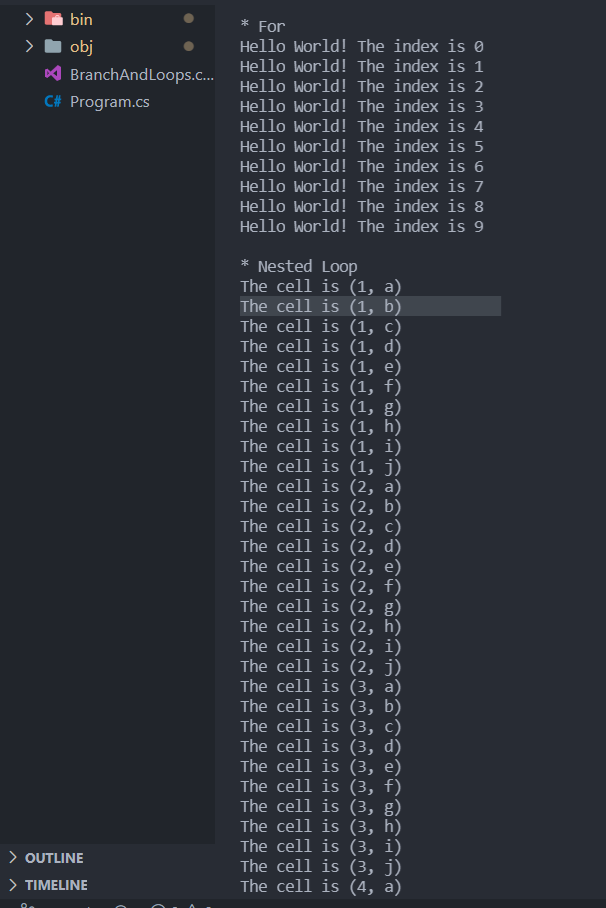 bin
obj
BranchAndLoops.c...
C# Program.cs
OUTLINE
TIMELINE
* For
Hello World! The index is 0
Hello World! The index is 1
Hello World! The index is 2
Hello World! The index is 3
Hello World! The index is 4
Hello World! The index is 5
Hello World! The index is 6
Hello World! The index is 7
Hello World! The index is 8
Hello World! The index is 9
* Nested Loop
The cell is (1, a)
The cell is (1, b)
The cell is (1, c)
The cell is (1, d)
The cell is (1, e)
The cell is (1, f)
The cell is (1, g)
The cell is (1, h)
The cell is (1, i)
The cell is (1, j)
The cell is (2, a)
The cell is (2, b)
The cell is (2, c)
The cell is (2, d)
The cell is (2, e)
The cell is (2, f)
The cell is (2, g)
The cell is (2, h)
The cell is (2, i)
The cell is (2, j)
The cell is (3, a)
The cell is (3, b)
The cell is (3, c)
The cell is (3, d)
The cell is (3, e)
The cell is (3, f)
The cell is (3, g)
The cell is (3, h)
The cell is (3, i)
The cell is (3, j)
The cell is (4, a)